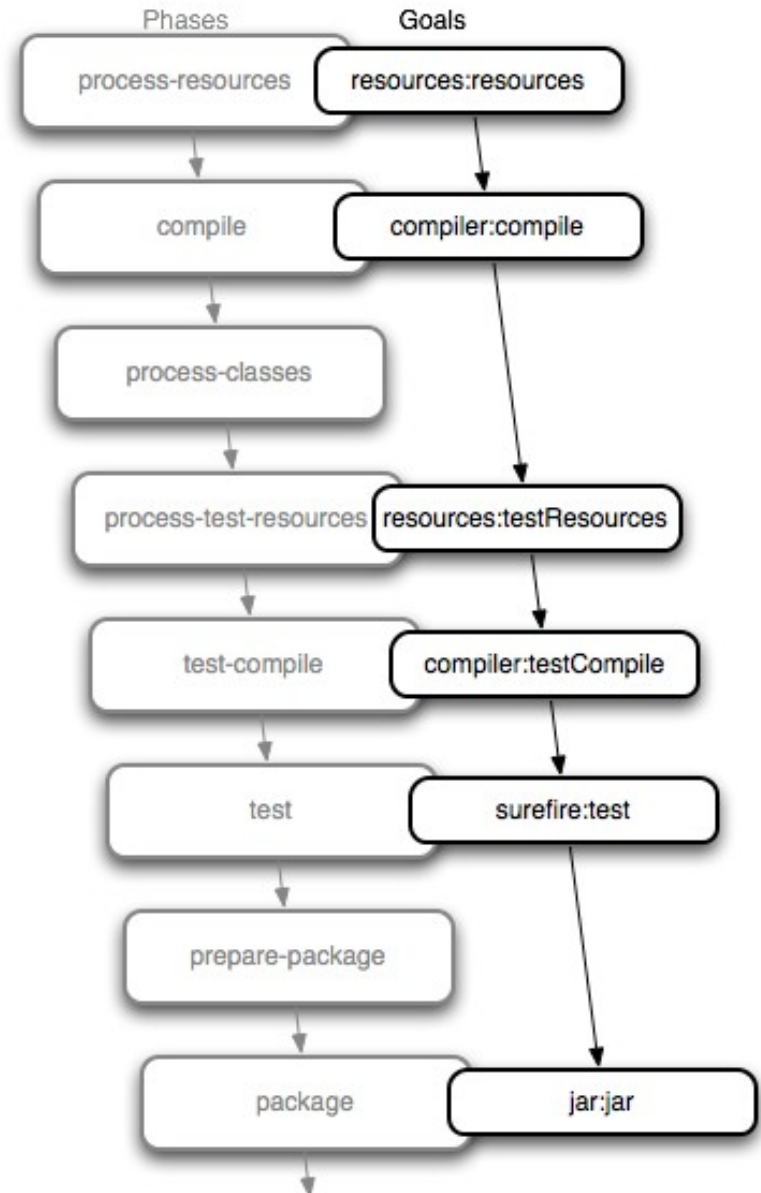 Phases Goals
process-resources resources:resources
compile compiler:compile
process-classes
process-test-resources resources:testResources
test-compile compiler:testCompile
test surefire:test
prepare-package
package jar:jar